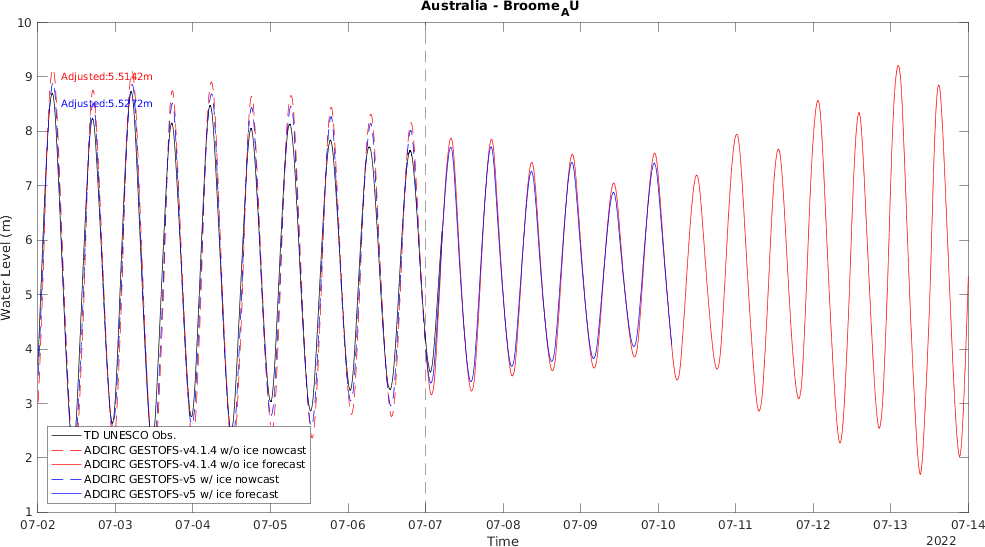 Australia - Broome_AU
10
9
8
7
6
5
4
3
2
1
Water Level (m)
Adjusted:5.5142m
Adjusted:5.5272m
TD UNESCO Obs.
ADCIRC GESTOFS-v4.1.4 w/o ice nowcast
ADCIRC GESTOFS-v4.1.4 w/o ice forecast
ADCIRC GESTOFS-v5 w/ ice nowcast
ADCIRC GESTOFS-v5 w/ ice forecast
07-02 07-03 07-04 07-05 07-06 07-07 07-08 07-09 07-10 07-11 07-12 07-13 07-14
Time
2022